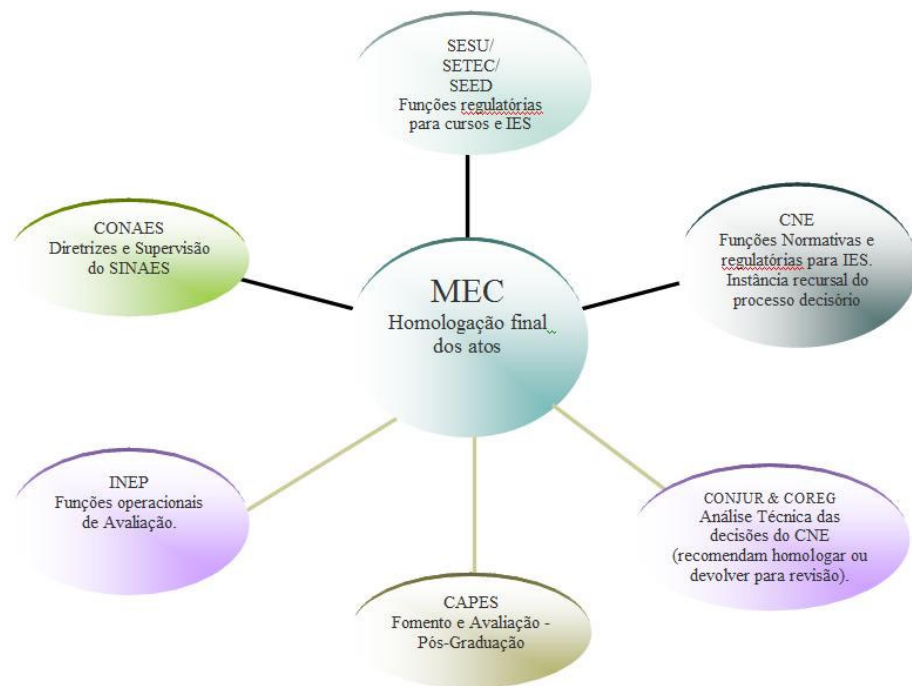 SESU/
SETEC/
SEED
Funções regulatórias
para cursos e IES
CONAES
Diretrizes e Supervisão
do SINAES
CNE
Funções Normativas e
regulatórias para IES.
Instância recursal do
processo decisório
MEC
Homologação final
dos atos
INEP
Funções operacionais
de Avaliação.
CONJUR & COREG
Análise Técnica das
decisões do CNE
(recomendam homologar ou
devolver para revisão).
CAPES
Fomento e Avaliação -
Pós-Graduação